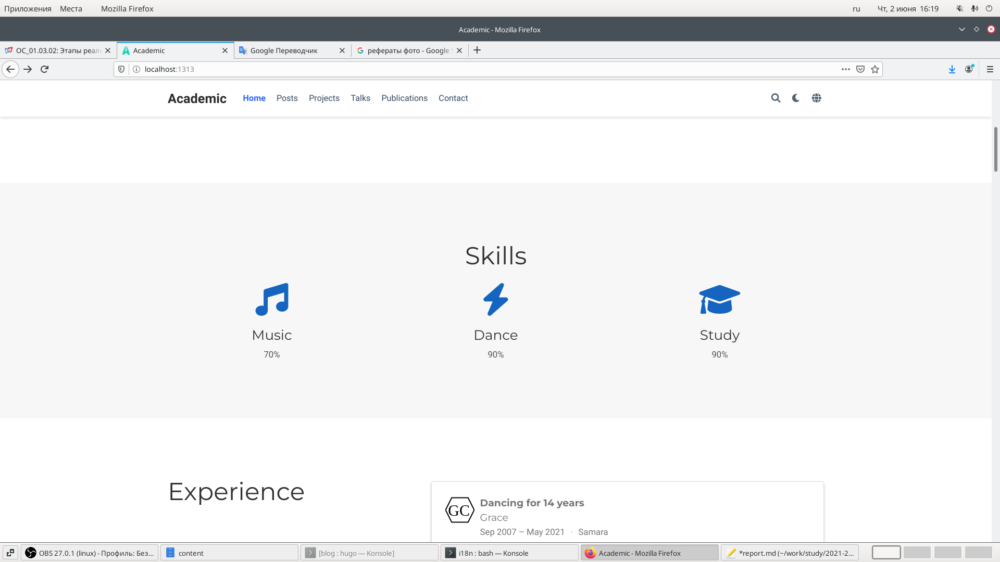 Приложения Места Mozilla Firefox ru Чт, 2 июня 16:19
Academic - Mozilla Firefox
ОС_01.03.02: Этапы реал Academic Google Переводчик рефераты фото - Google S
localhost:1313
Academic Home Posts Projects Talks Publications Contact
Skills
Music Dance Study
70% 90% 90%
Experience
GC
Dancing for 14 years
Grace
Sep 2007 – May 2021 · Samara
OBS 27.0.1 (linux) - Профиль: Без... content [blog : hugo — Konsole] i18n : bash — Konsole Academic - Mozilla Firefox *report.md (~/work/study/2021-2...